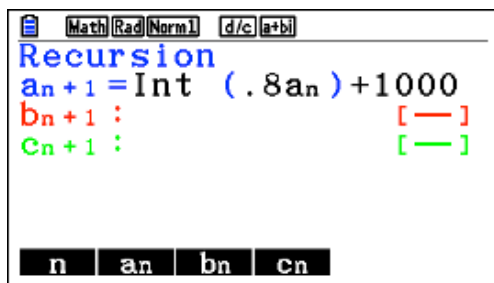 Math Rad Norm1 d/c a+bi
Recursion
aₙ₊₁=Int (.8aₙ)+1000
bₙ₊₁: [—]
cₙ₊₁: [—]
n aₙ bₙ cₙ